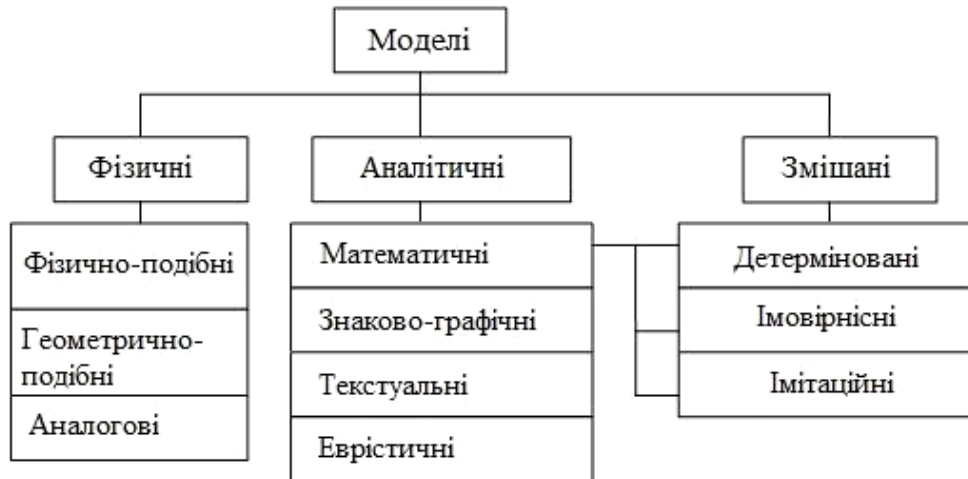 Моделі
Фізичні
Аналітичні
Змішані
Фізично-подібні
Геометрично-
подібні
Аналогові
Математичні
Знаково-графічні
Текстуальні
Еврістичні
Детерміновані
Імовірнісні
Імітаційні